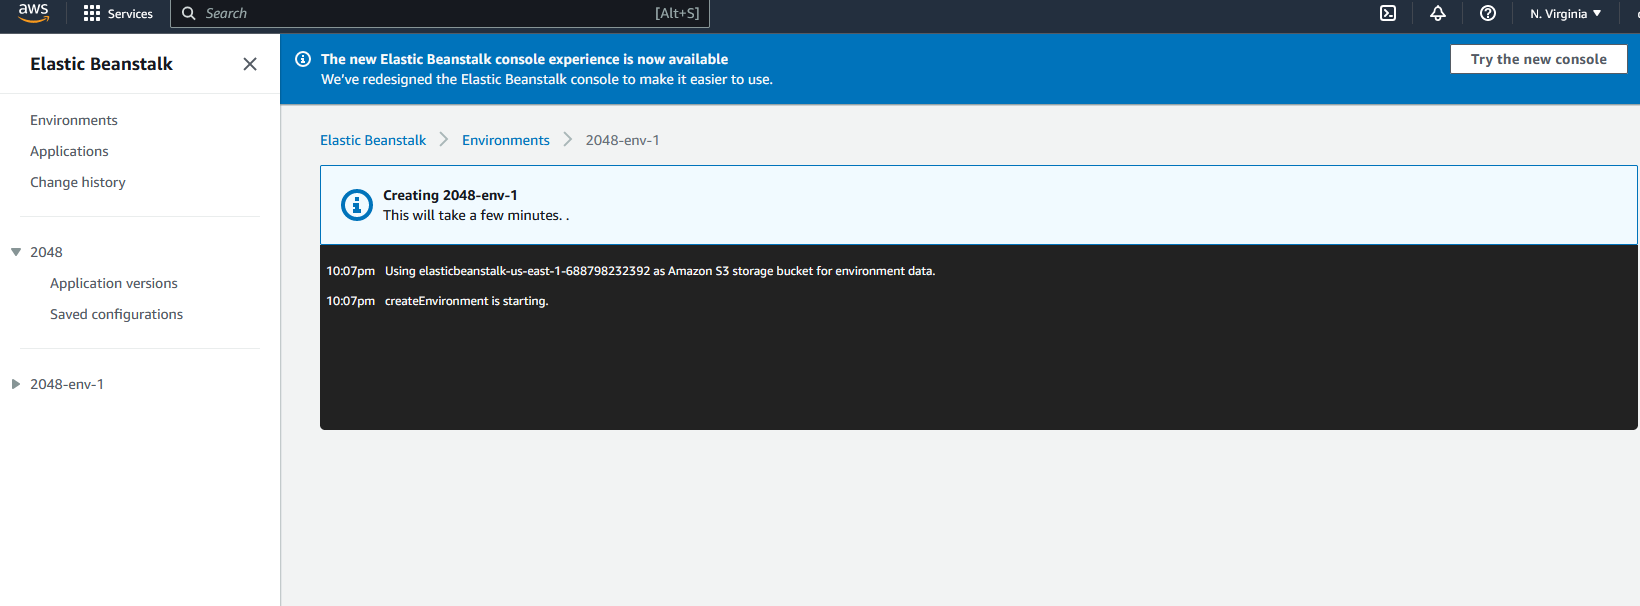 aws
Services
Search
[Alt+S]
N. Virginia
Elastic Beanstalk
Environments
Applications
Change history
2048
Application versions
Saved configurations
2048-env-1
The new Elastic Beanstalk console experience is now available
We've redesigned the Elastic Beanstalk console to make it easier to use.
Try the new console
Elastic Beanstalk > Environments > 2048-env-1
Creating 2048-env-1
This will take a few minutes. .
10:07pm Using elasticbeanstalk-us-east-1-688798232392 as Amazon S3 storage bucket for environment data.
10:07pm createEnvironment is starting.